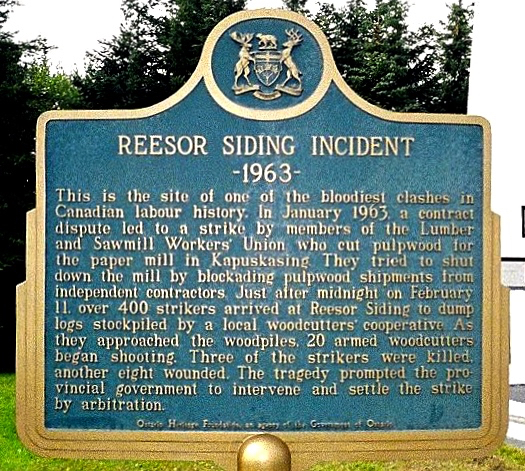 REESOR SIDING INCIDENT
-1963-
This is the site of one of the bloodiest clashes in
Canadian labour history. In January 1963, a contract
dispute led to a strike by members of the Lumber
and Sawmill Workers' Union, who cut pulpwood for
the paper mill in Kapuskasing. They tried to shut
down the mill by blockading pulpwood shipments from
independent contractors. Just after midnight on February
11, over 400 strikers arrived at Reesor Siding to dump
logs stockpiled by a local woodcutters' cooperative. As
they approached the woodpiles, 20 armed woodcutters
began shooting. Three of the strikers were killed,
another eight wounded. The tragedy prompted the pro-
vincial government to intervene and settle the strike
by arbitration.
Ontario Heritage Foundation, an agency of the Government of Ontario